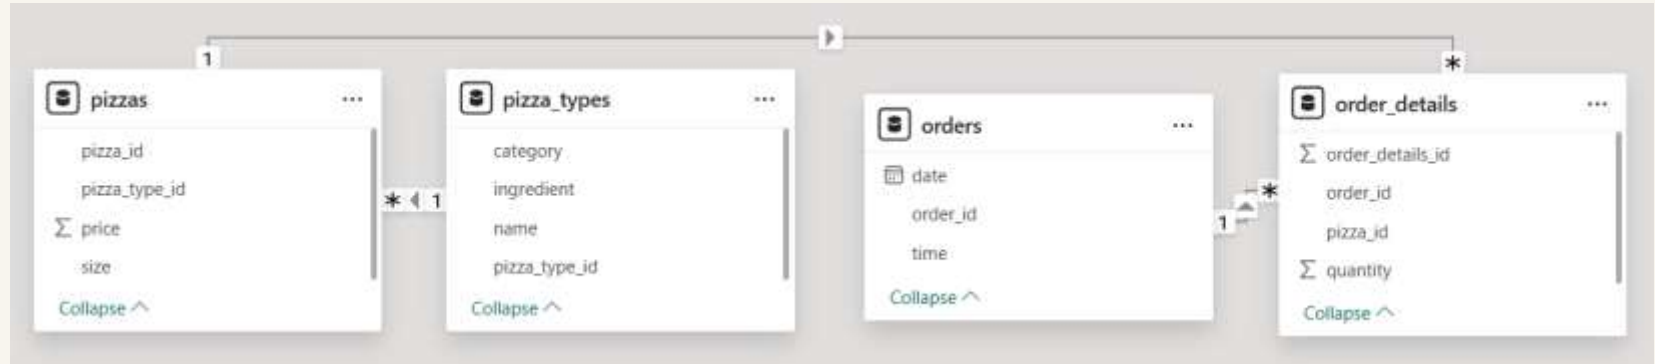 1
*
pizzas
...
pizza_id
pizza_type_id
Σ price
size
Collapse
* 1
pizza_types
...
category
ingredient
name
pizza_type_id
Collapse
orders
...
date
order_id
time
Collapse
1 *
order_details
...
Σ order_details_id
order_id
pizza_id
Σ quantity
Collapse